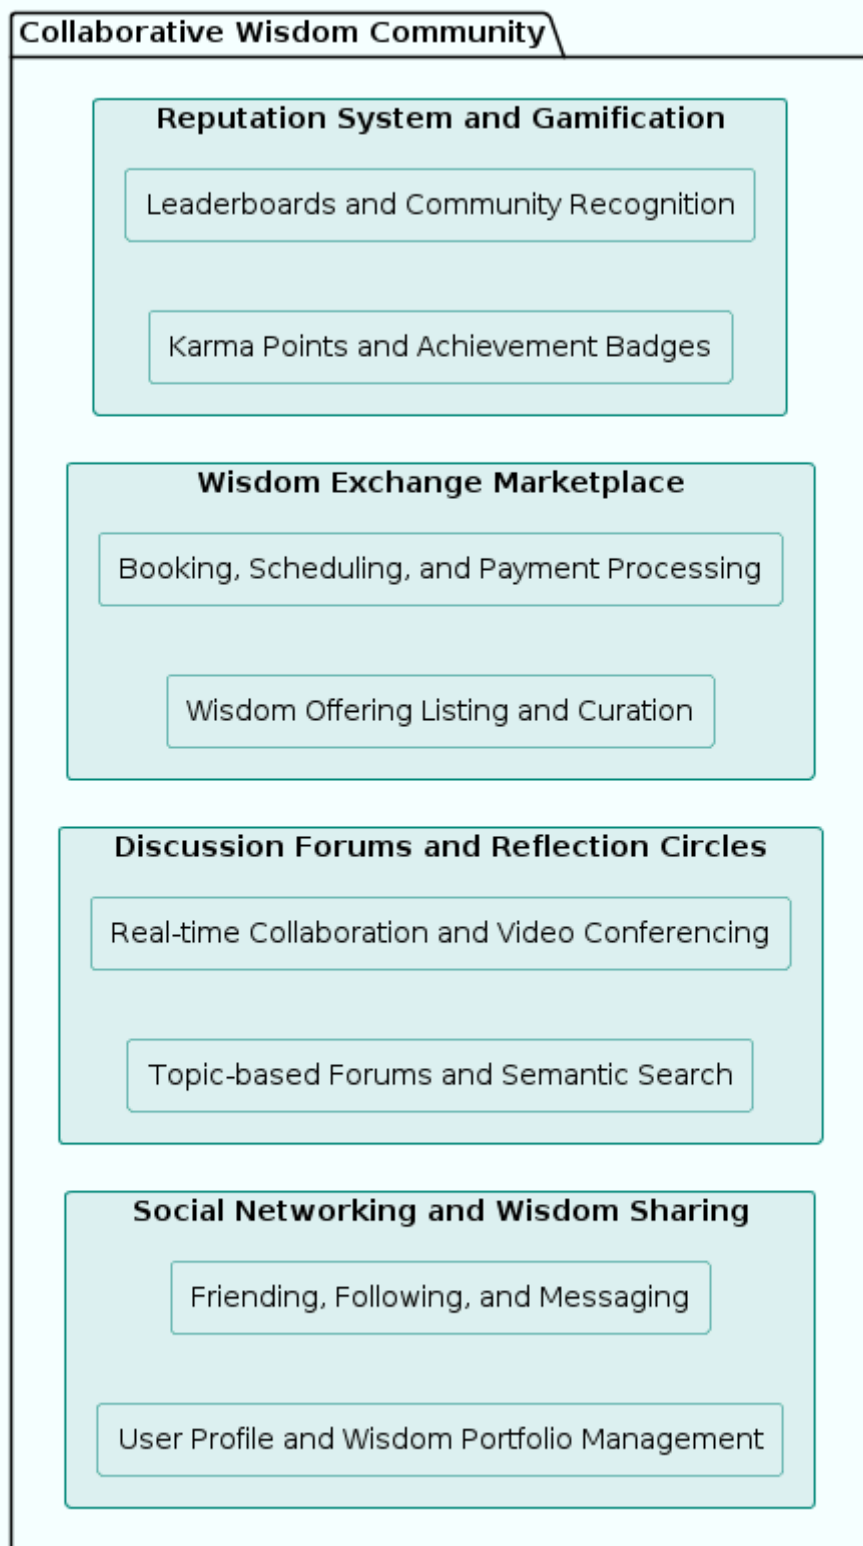 Collaborative Wisdom Community
Reputation System and Gamification
Leaderboards and Community Recognition
Karma Points and Achievement Badges
Wisdom Exchange Marketplace
Booking, Scheduling, and Payment Processing
Wisdom Offering Listing and Curation
Discussion Forums and Reflection Circles
Real-time Collaboration and Video Conferencing
Topic-based Forums and Semantic Search
Social Networking and Wisdom Sharing
Friending, Following, and Messaging
User Profile and Wisdom Portfolio Management